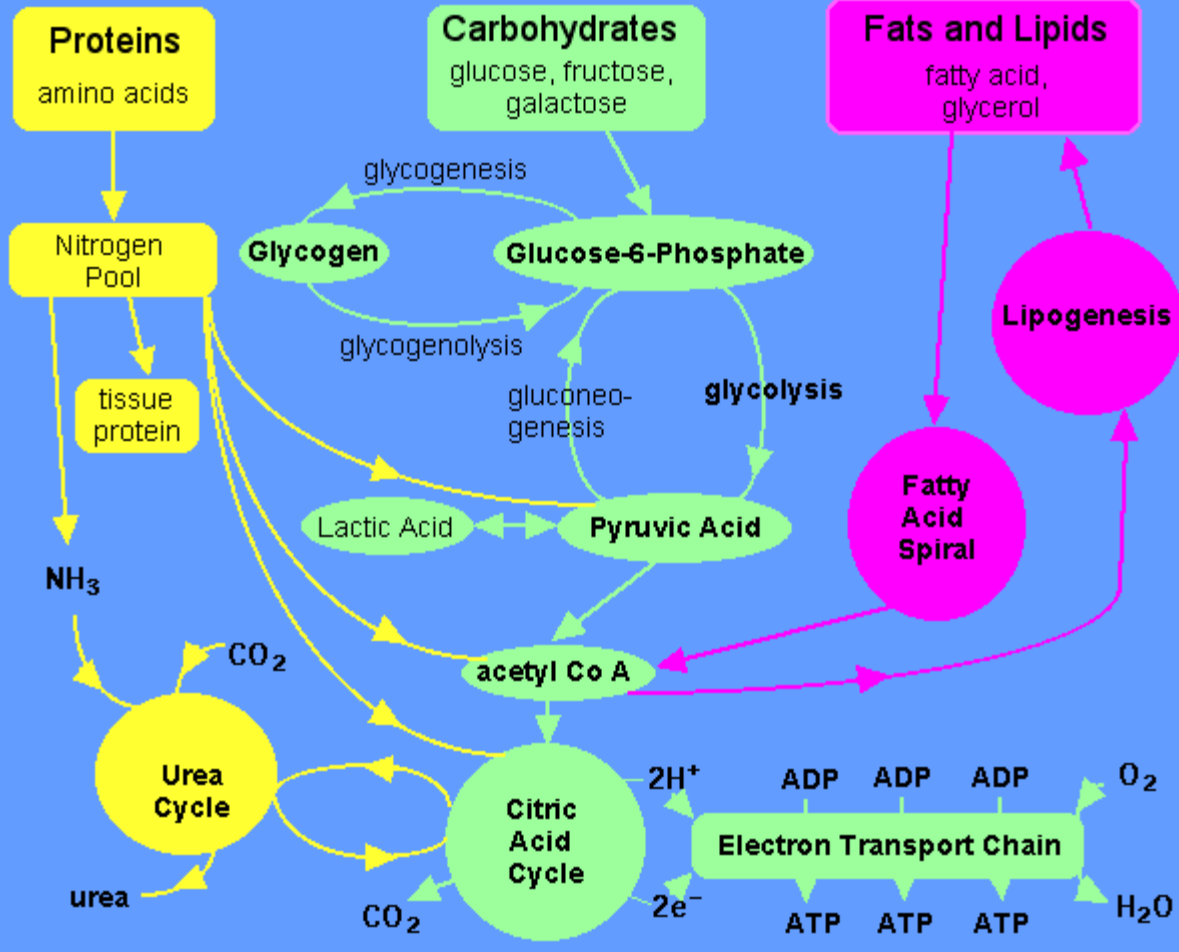 Proteins
amino acids
Carbohydrates
glucose, fructose,
galactose
Fats and Lipids
fatty acid,
glycerol
glycogenesis
Nitrogen
Pool
Glycogen
Glucose-6-Phosphate
Lipogenesis
glycogenolysis
tissue
protein
gluconeo-
genesis
glycolysis
Lactic Acid
Pyruvic Acid
Fatty
Acid
Spiral
NH₃
CO₂
acetyl Co A
Urea
Cycle
urea
Citric
Acid
Cycle
CO₂
2H⁺
2e⁻
ADP ADP ADP
O₂
Electron Transport Chain
ATP ATP ATP
H₂O